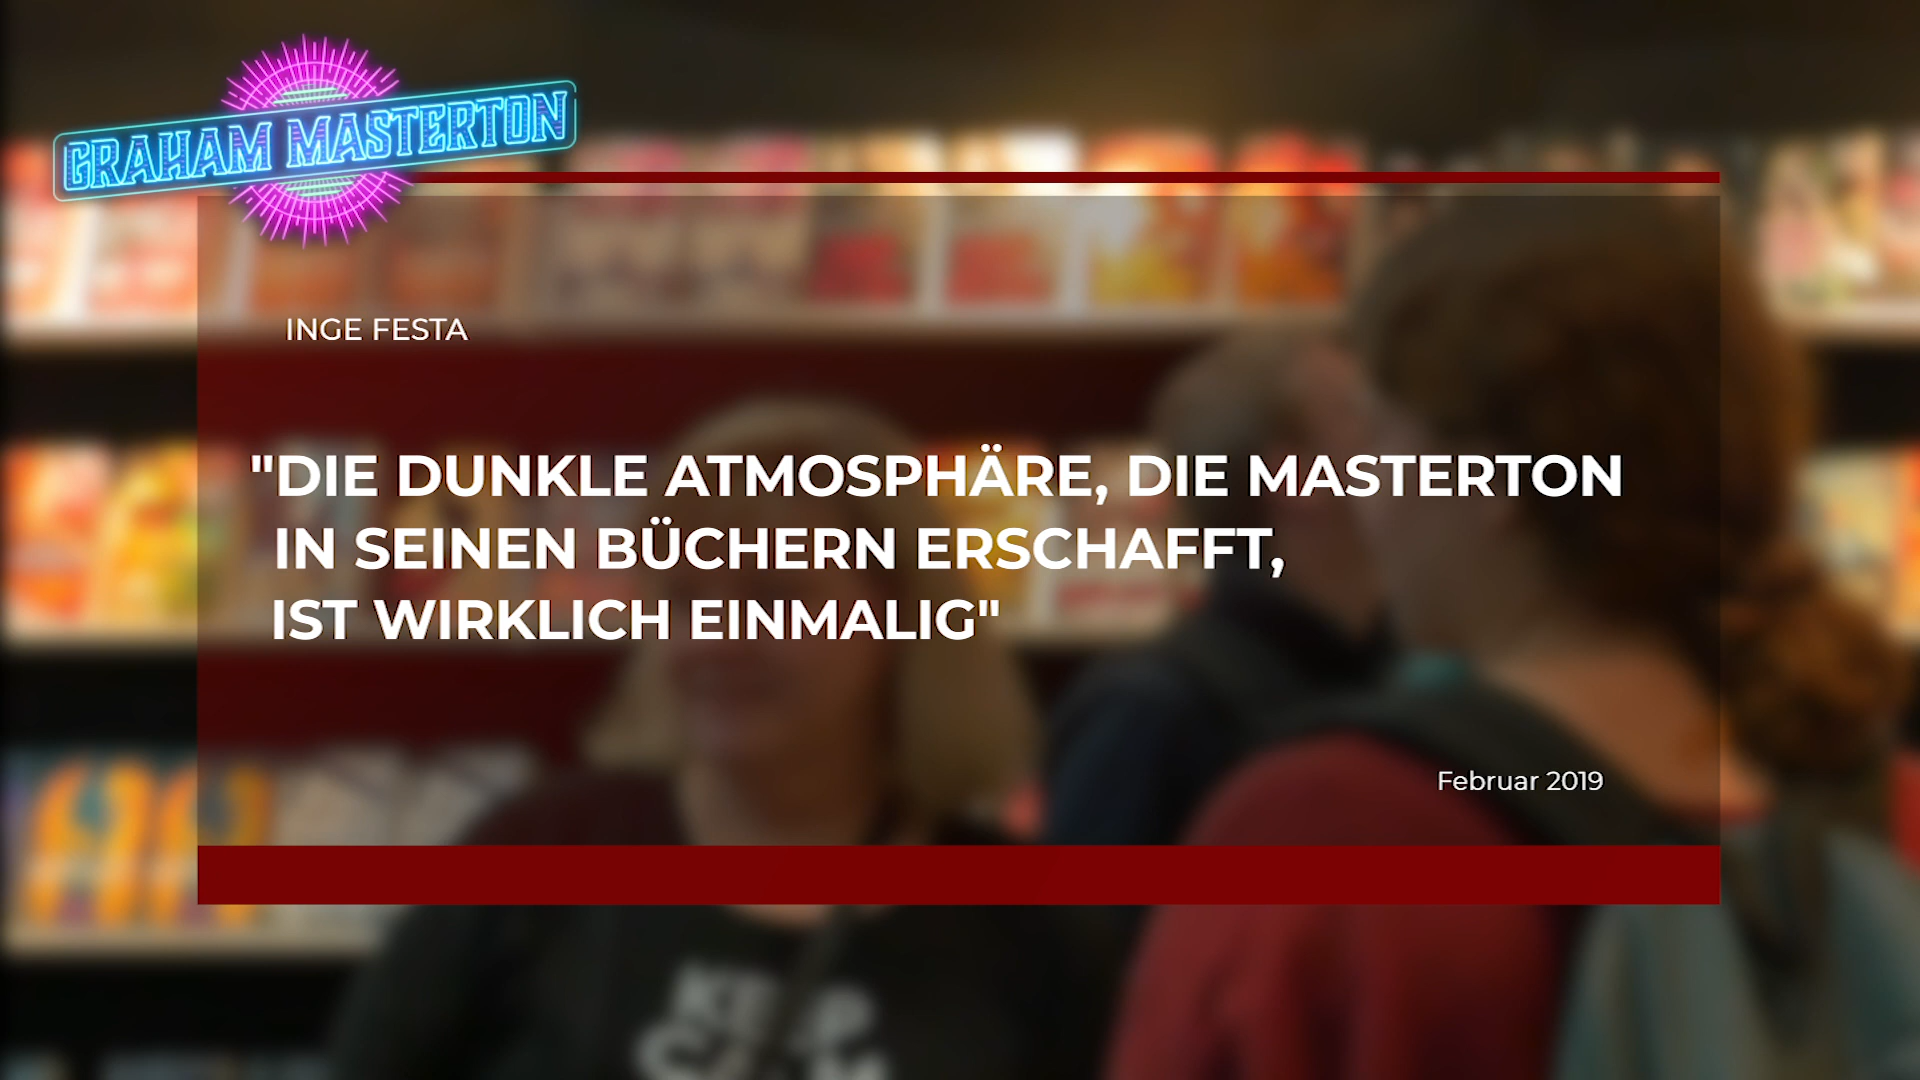 GRAHAM MASTERTON
INGE FESTA
"DIE DUNKLE ATMOSPHÄRE, DIE MASTERTON
IN SEINEN BÜCHERN ERSCHAFFT,
IST WIRKLICH EINMALIG"
Februar 2019